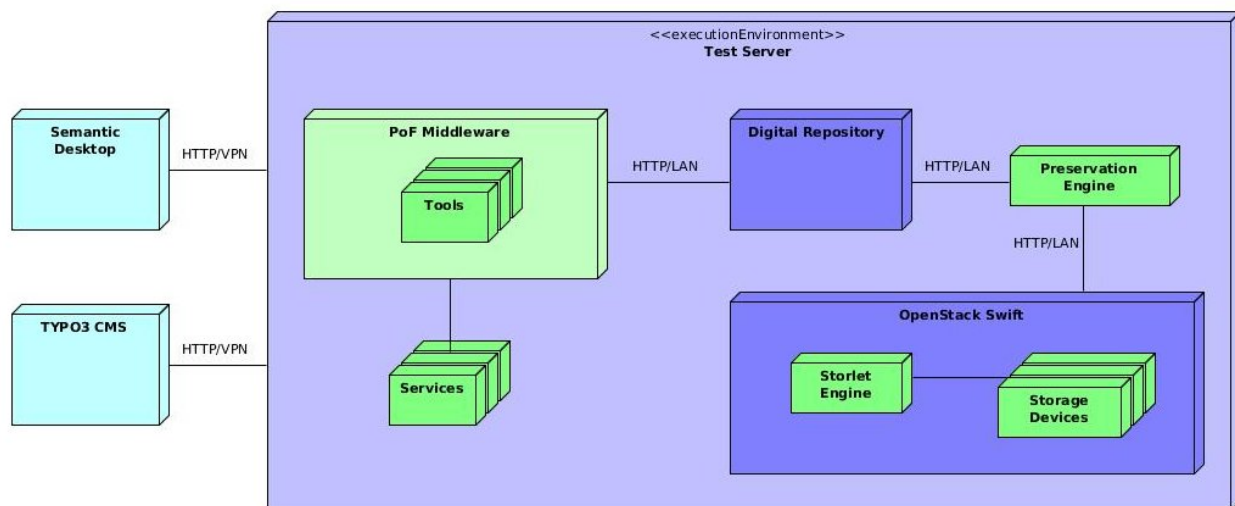 <<executionEnvironment>>
Test Server
Semantic
Desktop
HTTP/VPN
PoF Middleware
Tools
HTTP/LAN
Digital Repository
HTTP/LAN
Preservation
Engine
HTTP/LAN
TYPO3 CMS
HTTP/VPN
Services
OpenStack Swift
Storlet
Engine
Storage
Devices